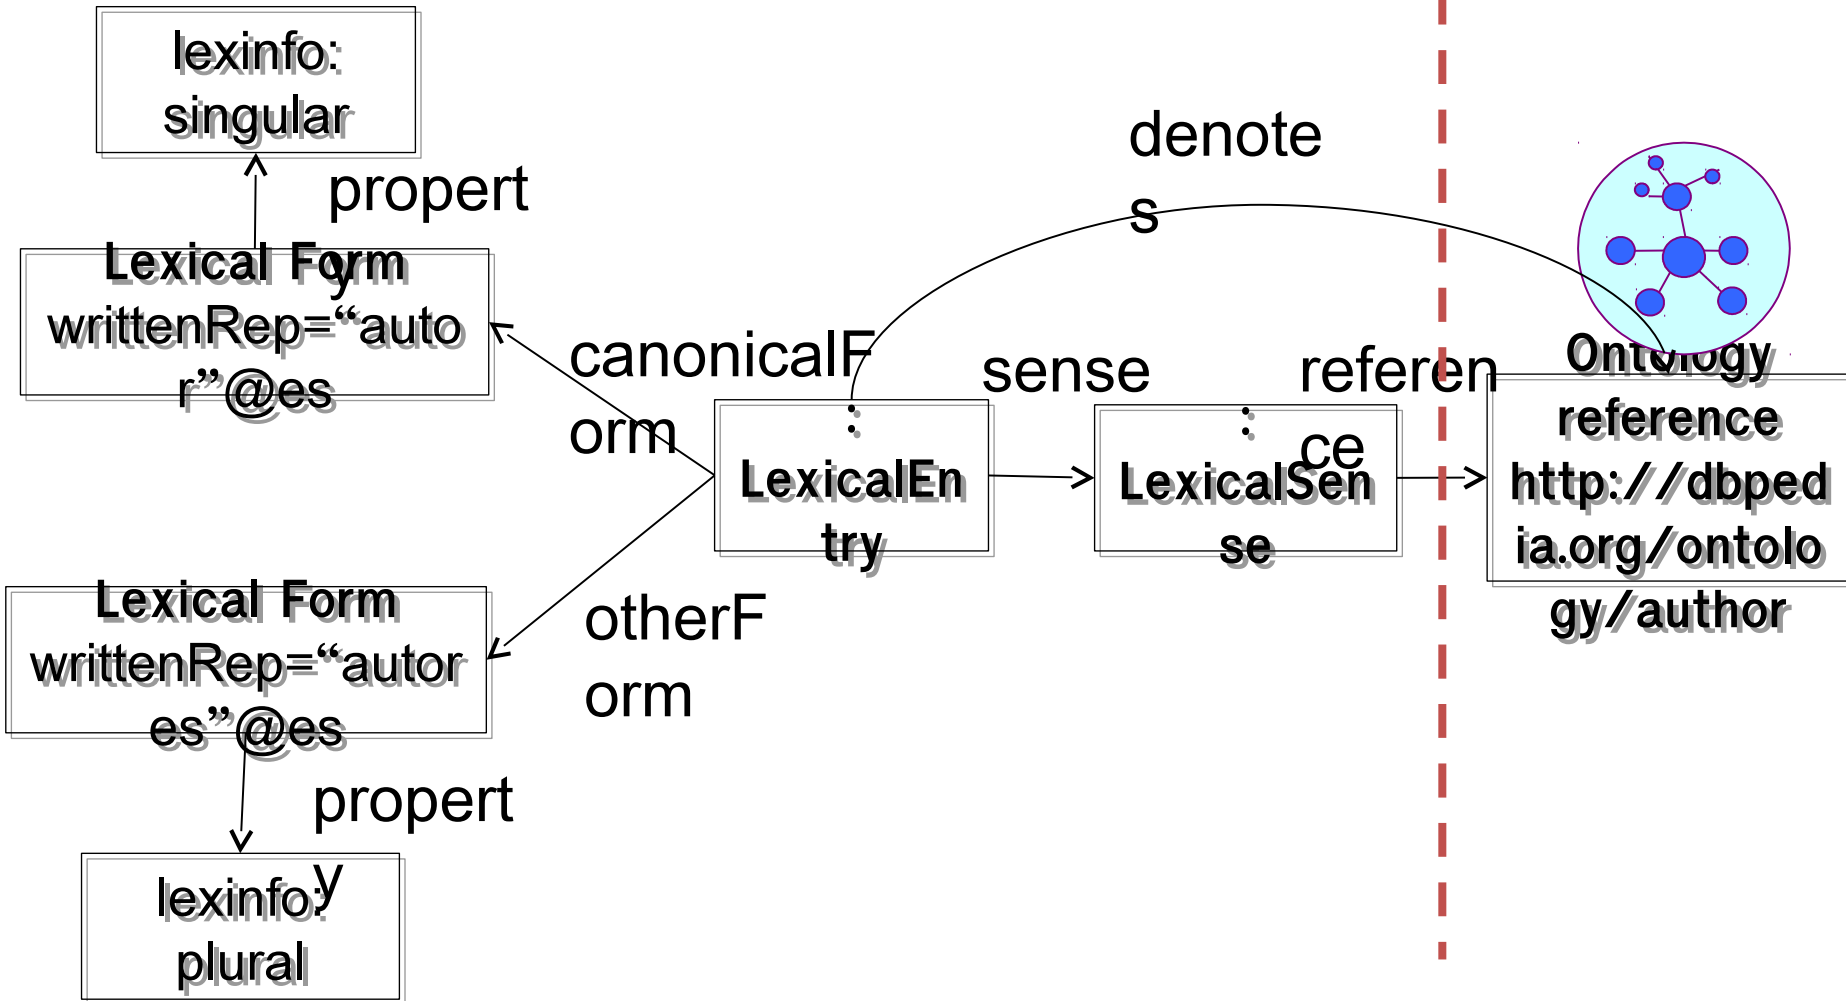 lexinfo:
singular
propert
y
Lexical Form
writtenRep=“auto
r”@es
canonicalF
orm
denote
s
:
LexicalEn
try
sense
:
LexicalSen
se
referen
ce
Ontology
reference
http://dbped
ia.org/ontolo
gy/author
otherF
orm
Lexical Form
writtenRep=“autor
es”@es
propert
y
lexinfo:
plural